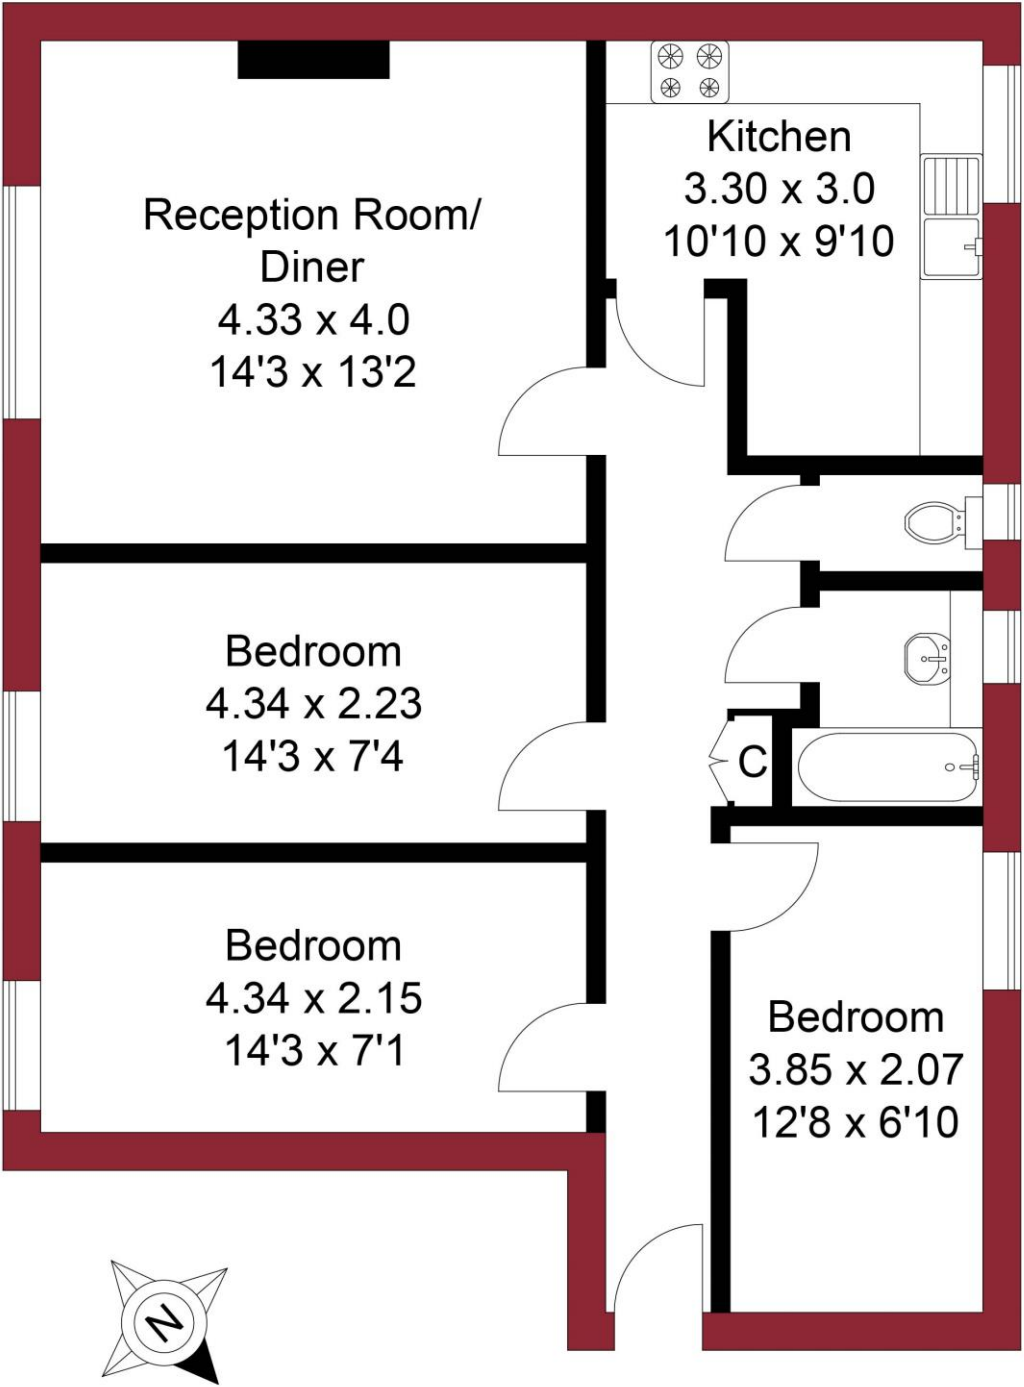 Reception Room/
Diner
4.33 x 4.0
14'3 x 13'2
Kitchen
3.30 x 3.0
10'10 x 9'10
Bedroom
4.34 x 2.23
14'3 x 7'4
C
Bedroom
4.34 x 2.15
14'3 x 7'1
Bedroom
3.85 x 2.07
12'8 x 6'10
N